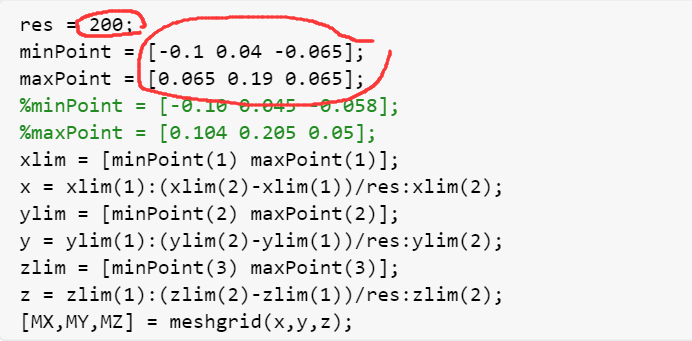 res = 200;
minPoint = [-0.1 0.04 -0.065];
maxPoint = [0.065 0.19 0.065];
%minPoint = [-0.10 0.045 -0.058];
%maxPoint = [0.104 0.205 0.05];
xlim = [minPoint(1) maxPoint(1)];
x = xlim(1):(xlim(2)-xlim(1))/res:xlim(2);
ylim = [minPoint(2) maxPoint(2)];
y = ylim(1):(ylim(2)-ylim(1))/res:ylim(2);
zlim = [minPoint(3) maxPoint(3)];
z = zlim(1):(zlim(2)-zlim(1))/res:zlim(2);
[MX,MY,MZ] = meshgrid(x,y,z);